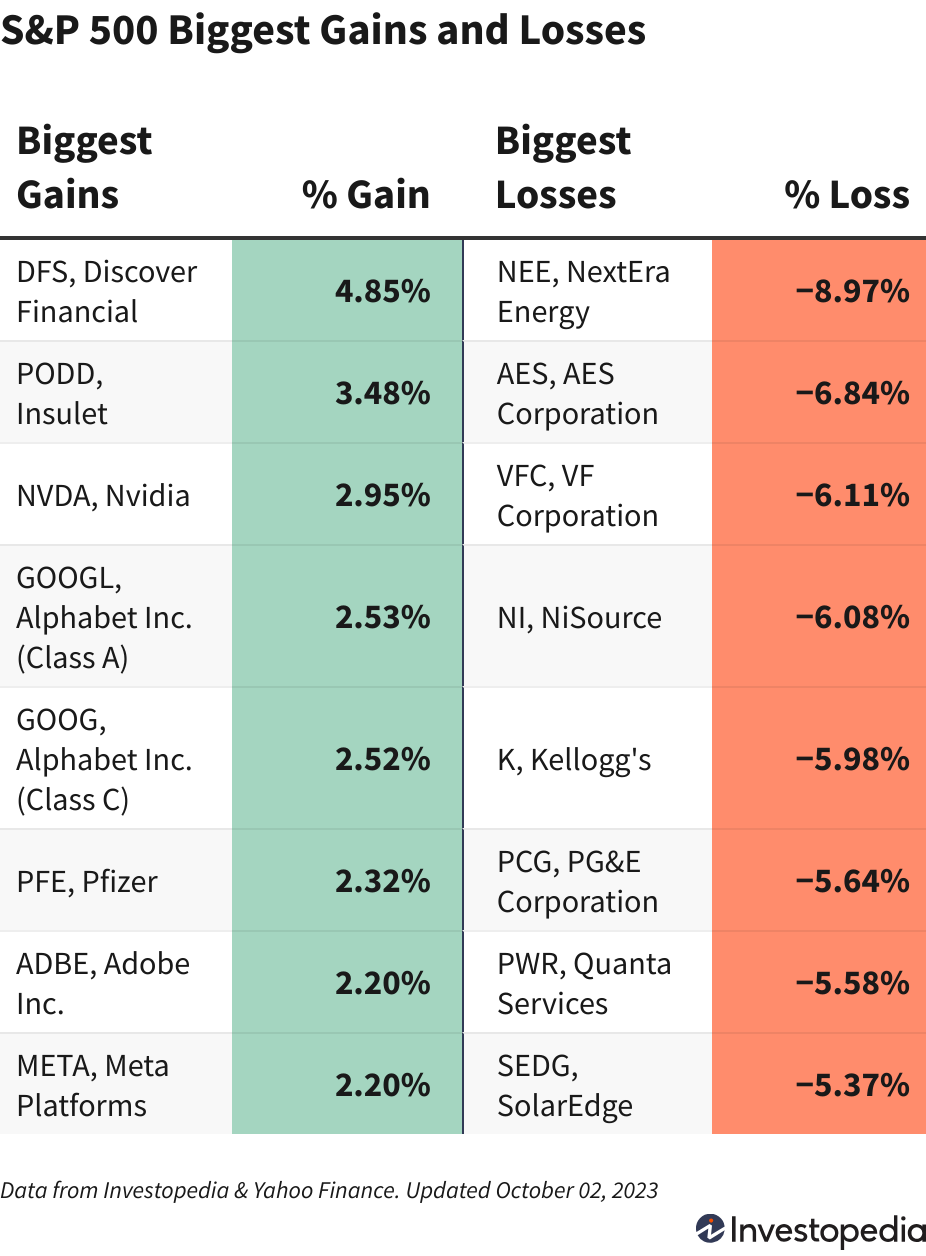 S&P 500 Biggest Gains and Losses
Biggest
Gains
% Gain
Biggest
Losses
% Loss
DFS, Discover
Financial
4.85%
NEE, NextEra
Energy
−8.97%
PODD,
Insulet
3.48%
AES, AES
Corporation
−6.84%
NVDA, Nvidia
2.95%
VFC, VF
Corporation
−6.11%
GOOGL,
Alphabet Inc.
(Class A)
2.53%
NI, NiSource
−6.08%
GOOG,
Alphabet Inc.
(Class C)
2.52%
K, Kellogg's
−5.98%
PFE, Pfizer
2.32%
PCG, PG&E
Corporation
−5.64%
ADBE, Adobe
Inc.
2.20%
PWR, Quanta
Services
−5.58%
META, Meta
Platforms
2.20%
SEDG,
SolarEdge
−5.37%
Data from Investopedia & Yahoo Finance. Updated October 02, 2023
Investopedia